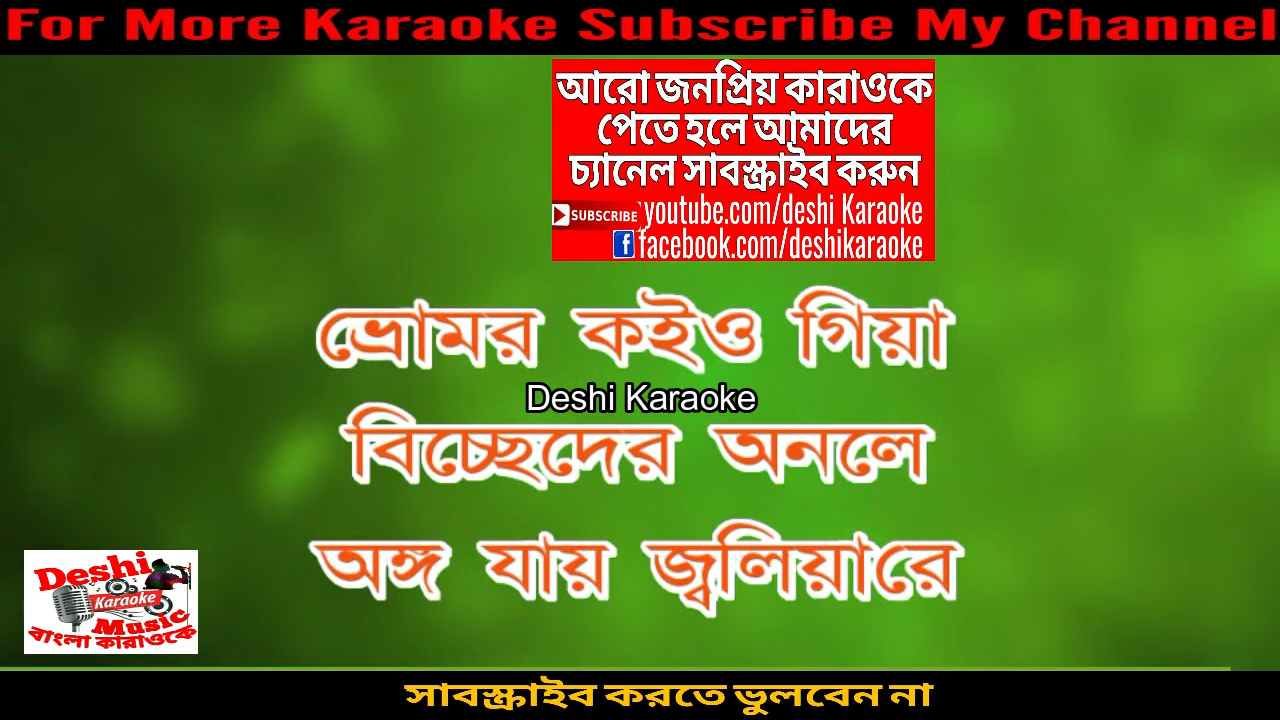 For More Karaoke Subscribe My Channel
আরো জনপ্রিয় কারাওকে
পেতে হলে আমাদের
চ্যানেল সাবস্ক্রাইব করুন
SUBSCRIBE youtube.com/deshi Karaoke
facebook.com/deshikaraoke
ভ্রোমর কইও গিয়া
Deshi Karaoke
বিচ্ছেদের অনলে
অঙ্গ যায় জ্বলিয়ারে
Deshi
Karaoke
Music
বাংলা কারাওকে
সাবস্ক্রাইব করতে ভুলবেন না